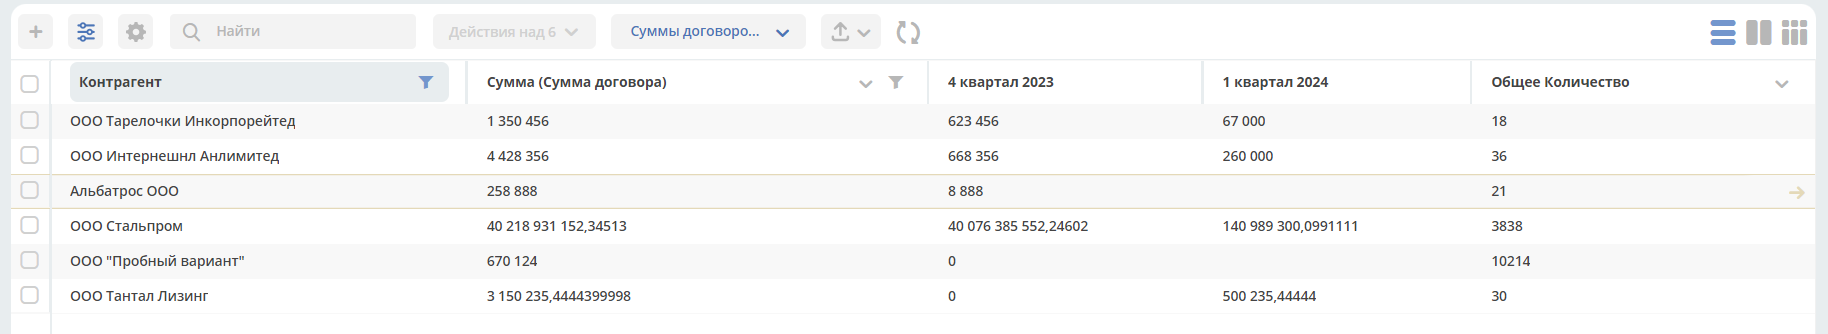 Найти Действия над 6 Суммы договоро...
Контрагент Сумма (Сумма договора) 4 квартал 2023 1 квартал 2024 Общее Количество
ООО Тарелочки Инкорпорейтед 1 350 456 623 456 67 000 18
ООО Интернешнл Анлимитед 4 428 356 668 356 260 000 36
Альбатрос ООО 258 888 8 888 21
ООО Стальпром 40 218 931 152,34513 40 076 385 552,24602 140 989 300,0991111 3838
ООО "Пробный вариант" 670 124 0 10214
ООО Тантал Лизинг 3 150 235,4444399998 0 500 235,44444 30